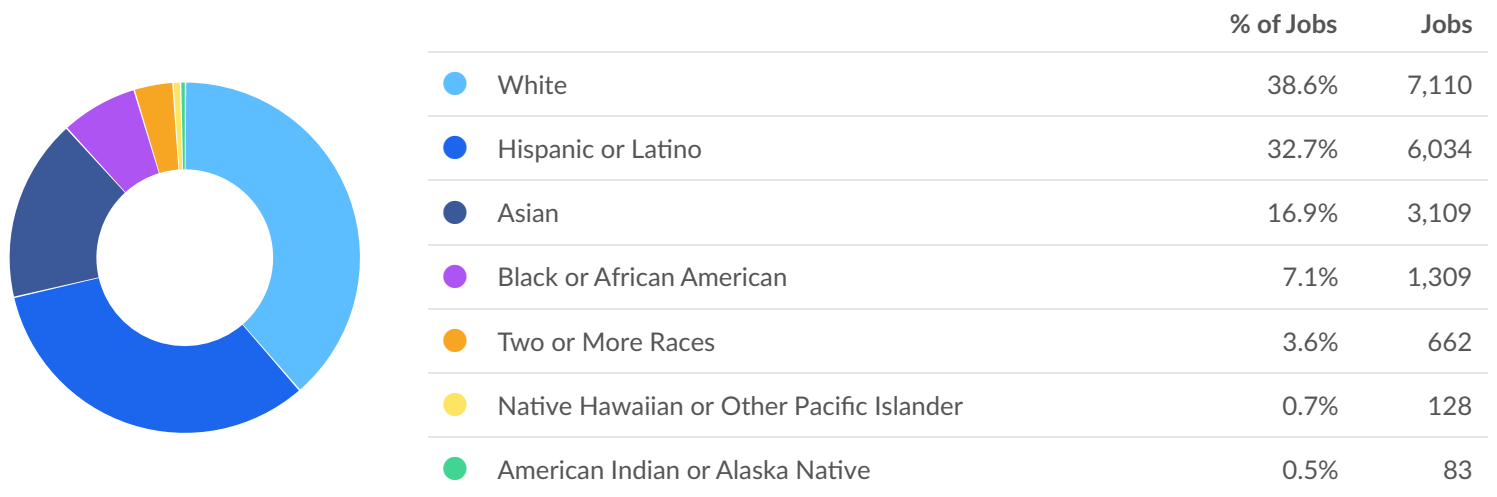 % of Jobs Jobs
White 38.6% 7,110
Hispanic or Latino 32.7% 6,034
Asian 16.9% 3,109
Black or African American 7.1% 1,309
Two or More Races 3.6% 662
Native Hawaiian or Other Pacific Islander 0.7% 128
American Indian or Alaska Native 0.5% 83